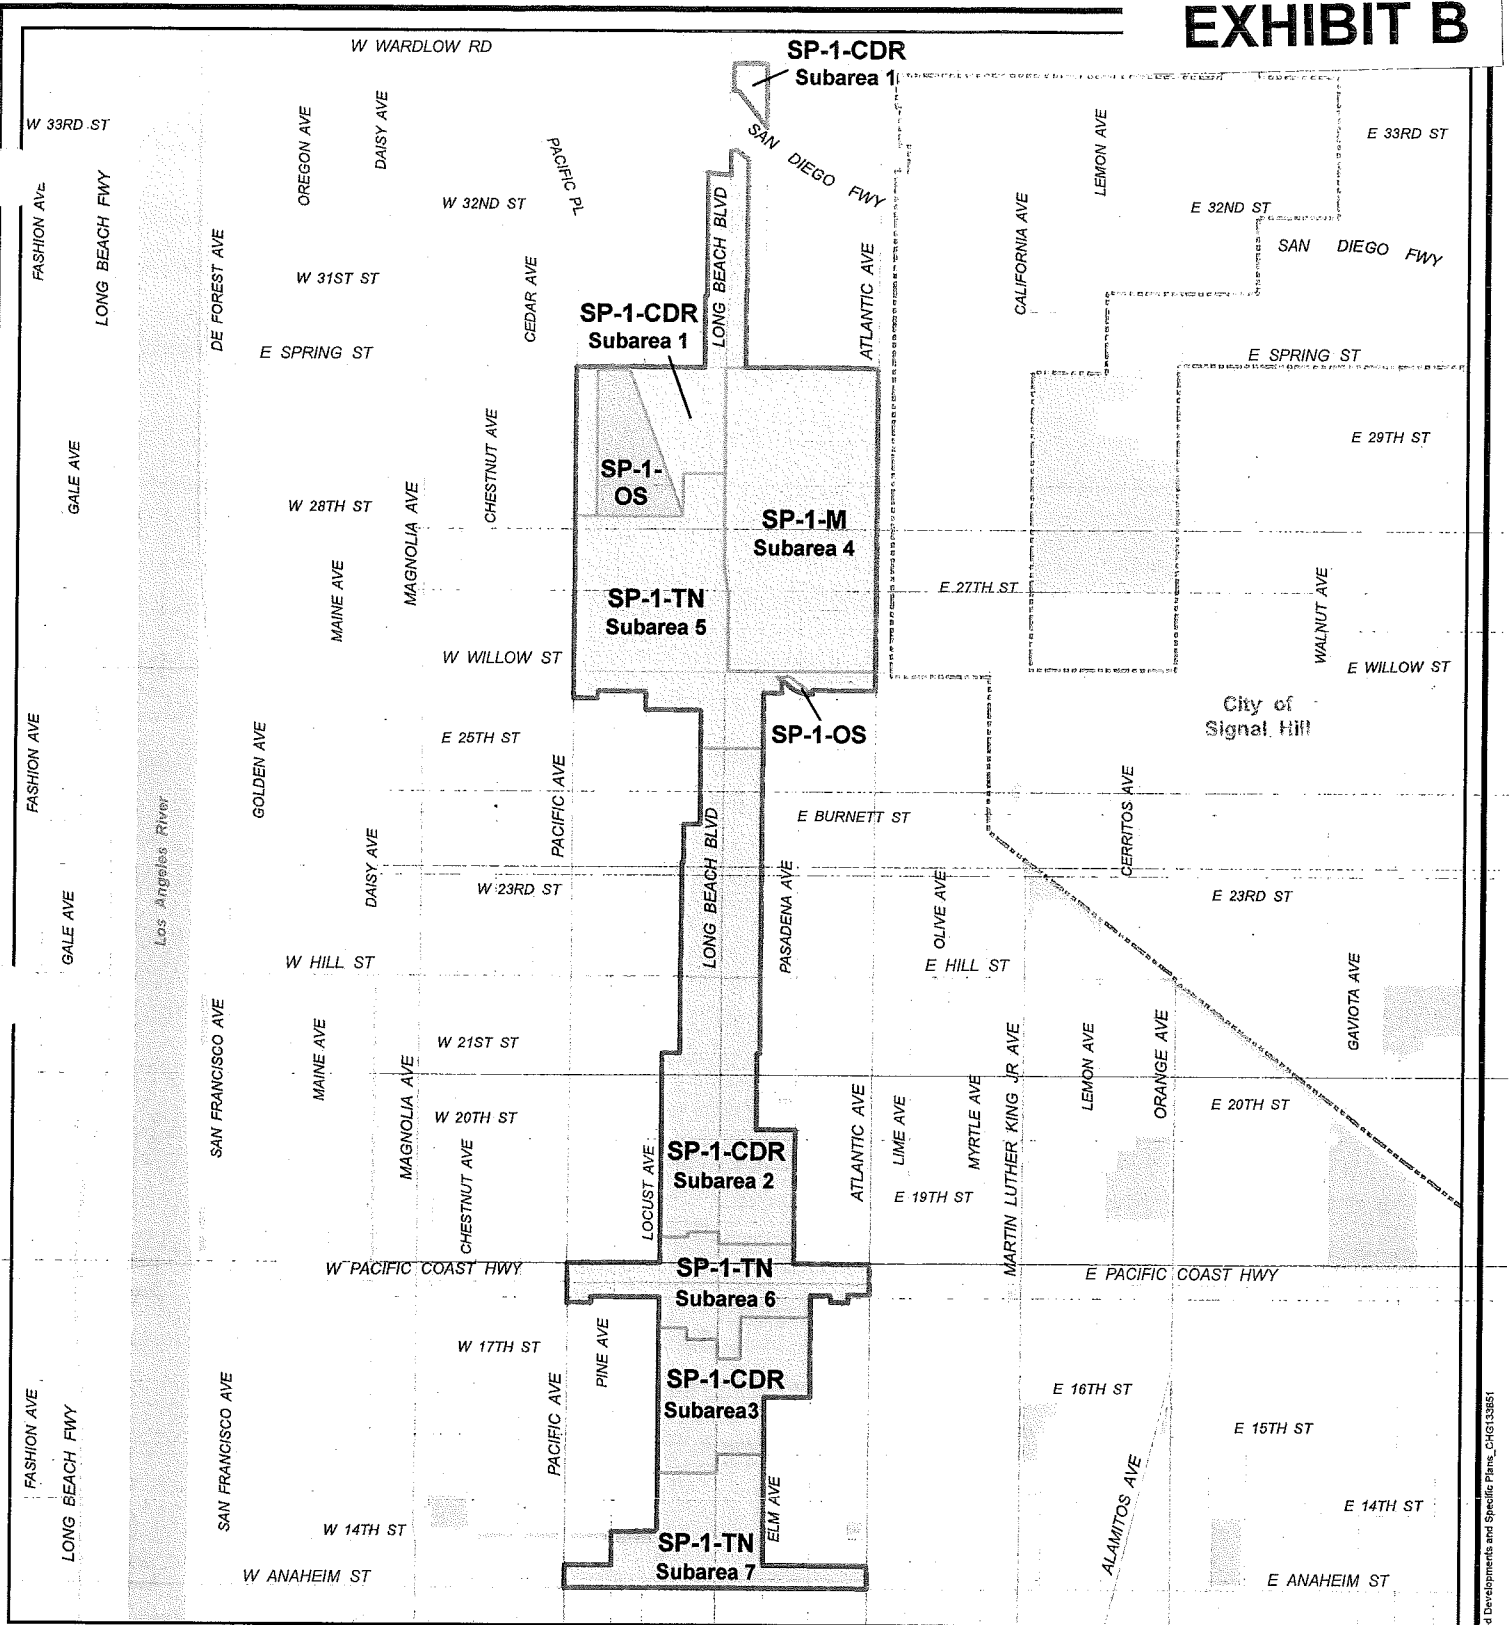 EXHIBIT B
W WARDLOW RD
SP-1-CDR
Subarea 1
W 33RD ST
OREGON AVE
DAISY AVE
PACIFIC PL
SAN DIEGO FWY
LEMON AVE
E 33RD ST
FASHION AVE
LONG BEACH FWY
DE FOREST AVE
W 32ND ST
LONG BEACH BLVD
CALIFORNIA AVE
E 32ND ST
SAN DIEGO FWY
W 31ST ST
CEDAR AVE
ATLANTIC AVE
SP-1-CDR
Subarea 1
E SPRING ST
E SPRING ST
GALE AVE
CHESTNUT AVE
E 29TH ST
SP-1-
OS
W 28TH ST
MAGNOLIA AVE
SP-1-M
Subarea 4
MAINE AVE
E 27TH ST
WALNUT AVE
SP-1-TN
Subarea 5
W WILLOW ST
E WILLOW ST
City of
Signal Hill
SP-1-OS
FASHION AVE
GOLDEN AVE
E 25TH ST
PACIFIC AVE
Los Angeles River
LONG BEACH BLVD
E BURNETT ST
CERRITOS AVE
DAISY AVE
W 23RD ST
PASADENA AVE
OLIVE AVE
E 23RD ST
GALE AVE
W HILL ST
E HILL ST
GAVIOTA AVE
SAN FRANCISCO AVE
MAINE AVE
W 21ST ST
MAGNOLIA AVE
MARTIN LUTHER KING JR AVE
LEMON AVE
ORANGE AVE
W 20TH ST
E 20TH ST
CHESTNUT AVE
LOCUST AVE
SP-1-CDR
Subarea 2
ATLANTIC AVE
LIME AVE
MYRTLE AVE
E 19TH ST
W PACIFIC COAST HWY
SP-1-TN
Subarea 6
E PACIFIC COAST HWY
W 17TH ST
PINE AVE
SP-1-CDR
Subarea3
E 16TH ST
FASHION AVE
LONG BEACH FWY
SAN FRANCISCO AVE
PACIFIC AVE
E 15TH ST
ELM AVE
ALAMITOS AVE
E 14TH ST
W 14TH ST
SP-1-TN
Subarea 7
W ANAHEIM ST
E ANAHEIM ST
d Developments and Specific Plans_CHG133651